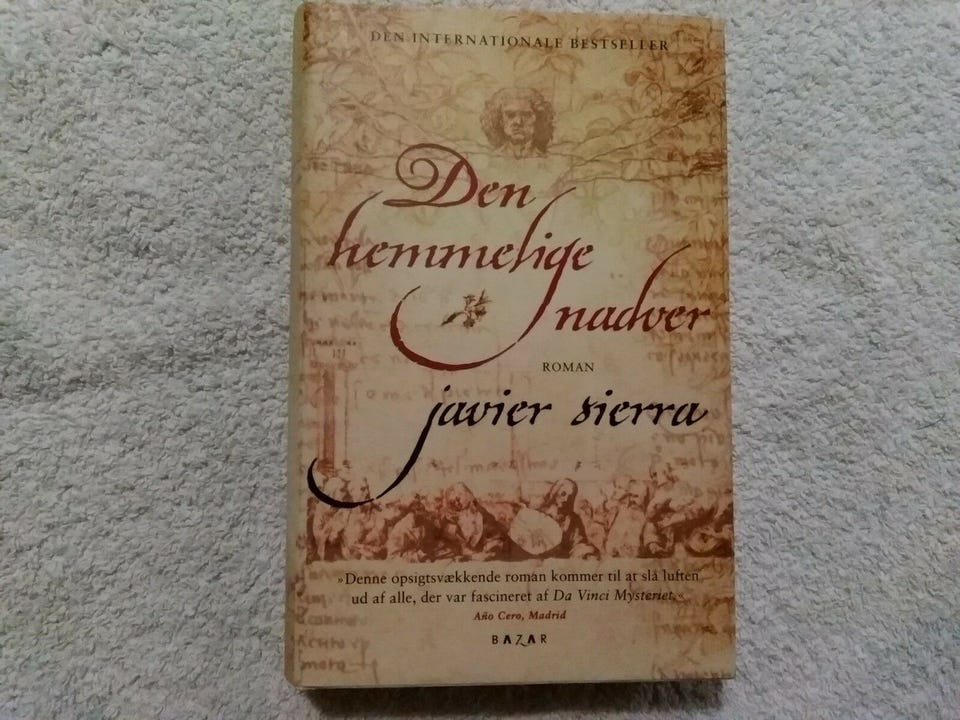 DEN INTERNATIONALE BESTSELLER
Den
hemmelige
nadver
ROMAN
javier sierra
»Denne opsigtsvækkende roman kommer til at slå luften
ud af alle, der var fascineret af Da Vinci Mysteriet.«
Año Cero, Madrid
BAZAR